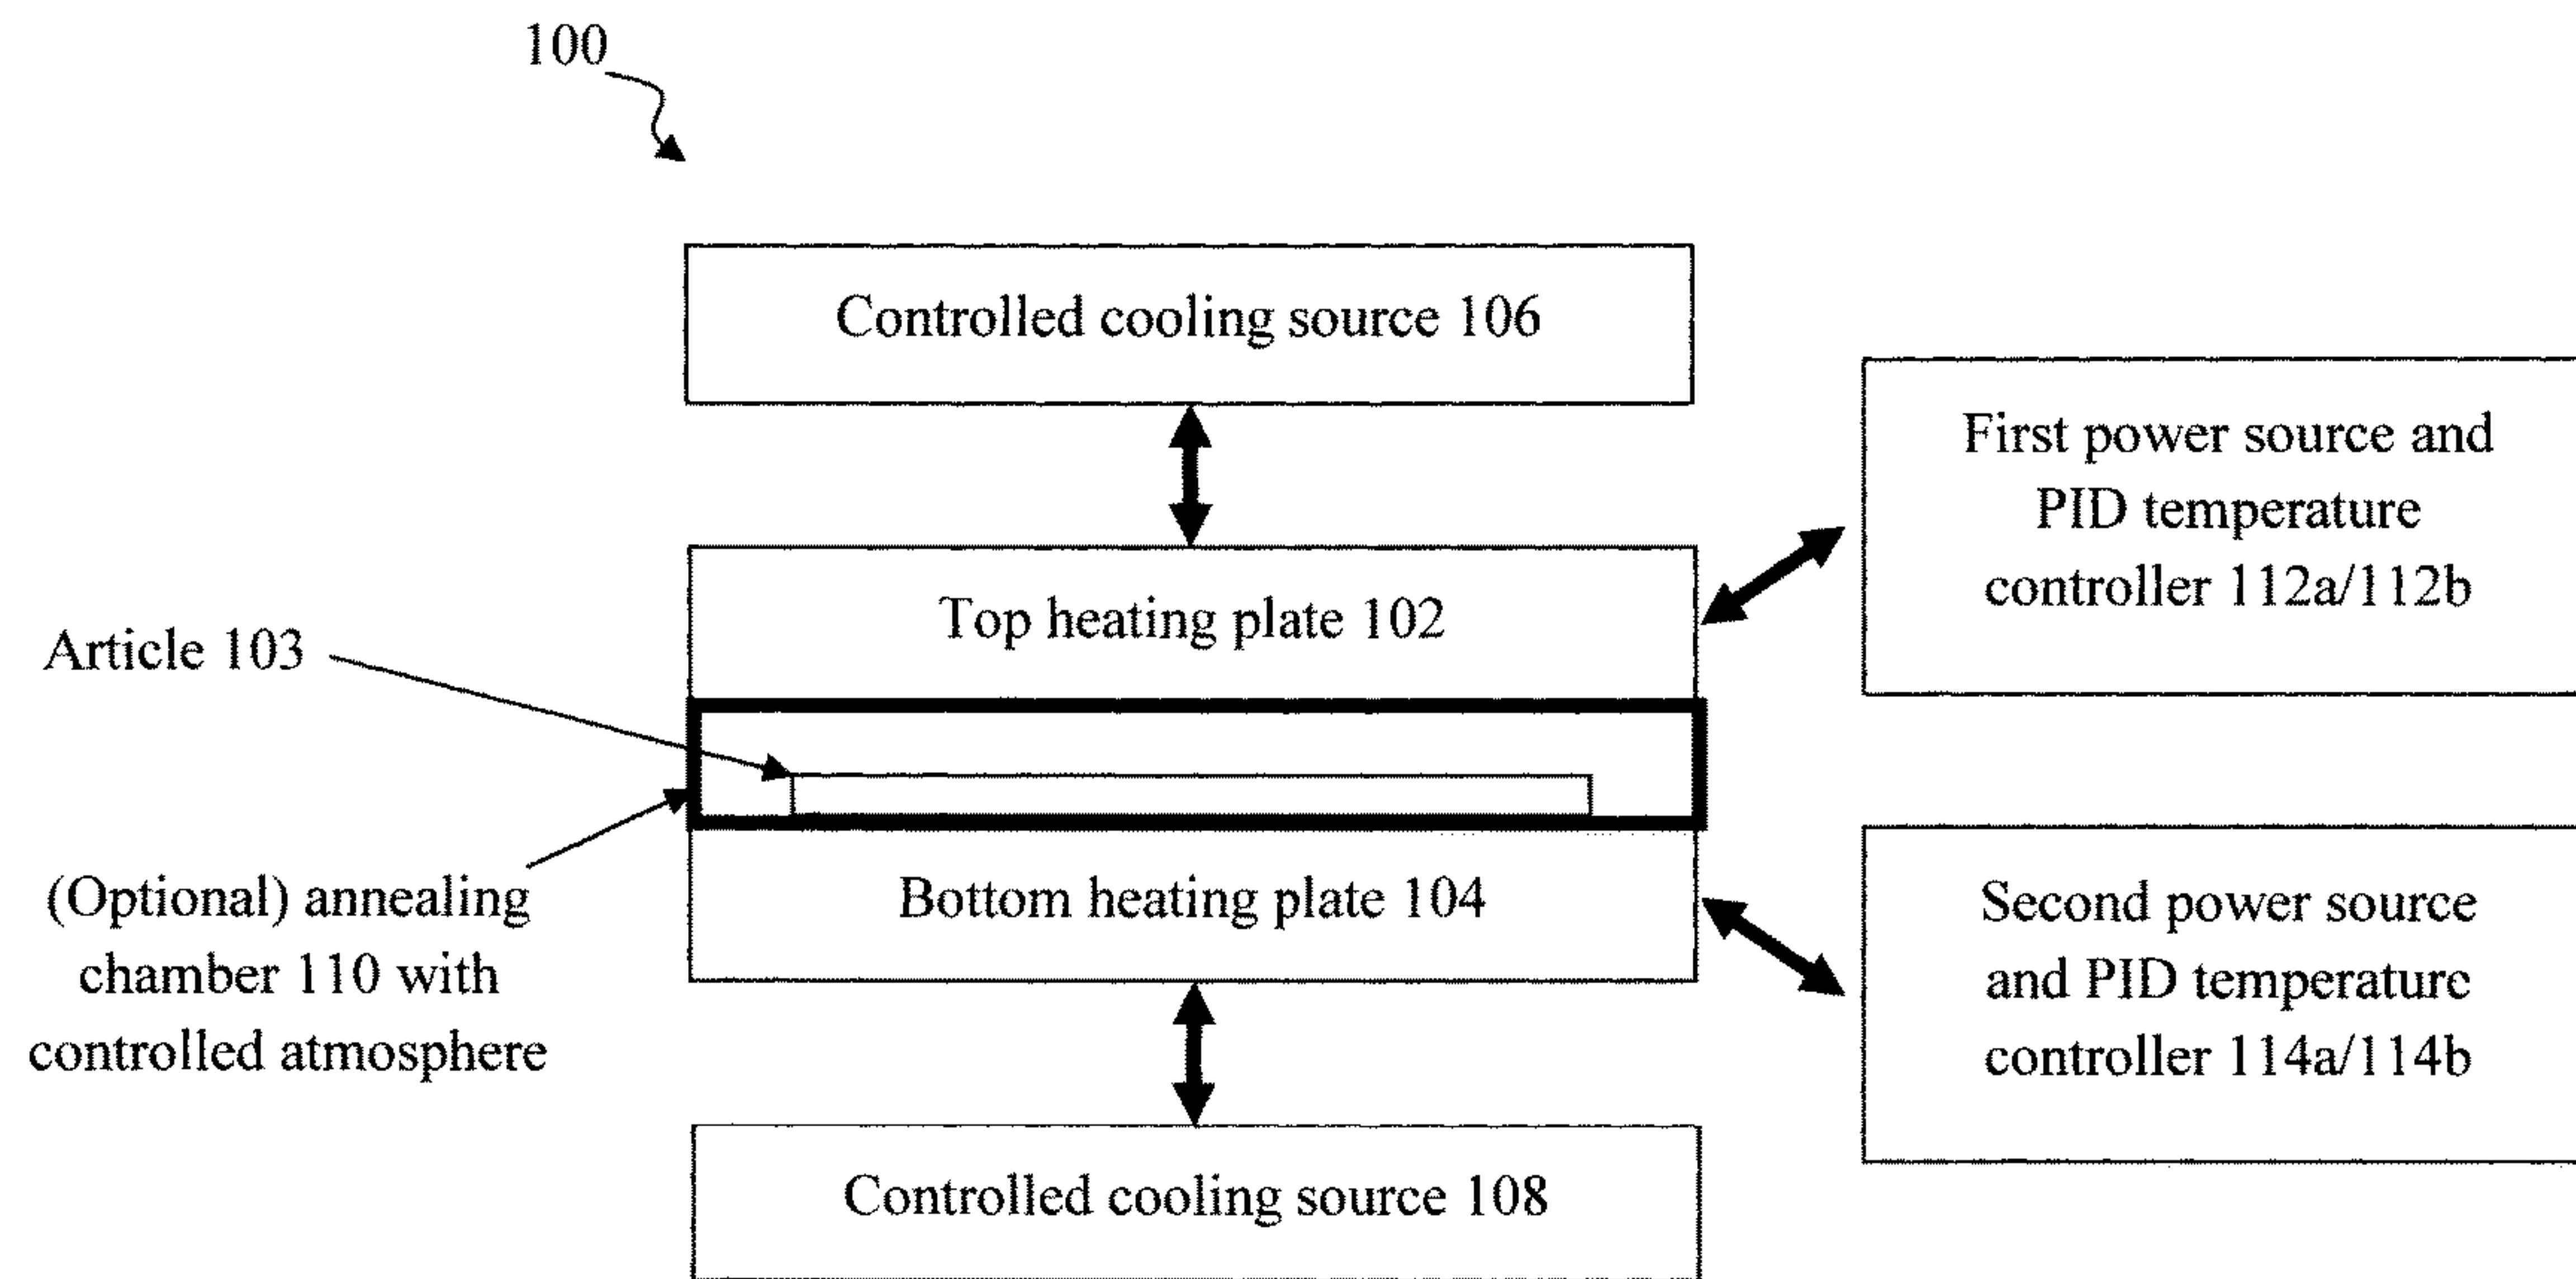 100
Controlled cooling source 106
First power source and
PID temperature
controller 112a/112b
Top heating plate 102
Article 103
(Optional) annealing
chamber 110 with
controlled atmosphere
Bottom heating plate 104
Second power source
and PID temperature
controller 114a/114b
Controlled cooling source 108